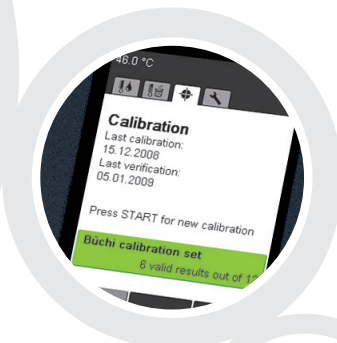 46.0 °C
Calibration
Last calibration:
15.12.2008
Last verification:
05.01.2009
Press START for new calibration
Büchi calibration set
6 valid results out of